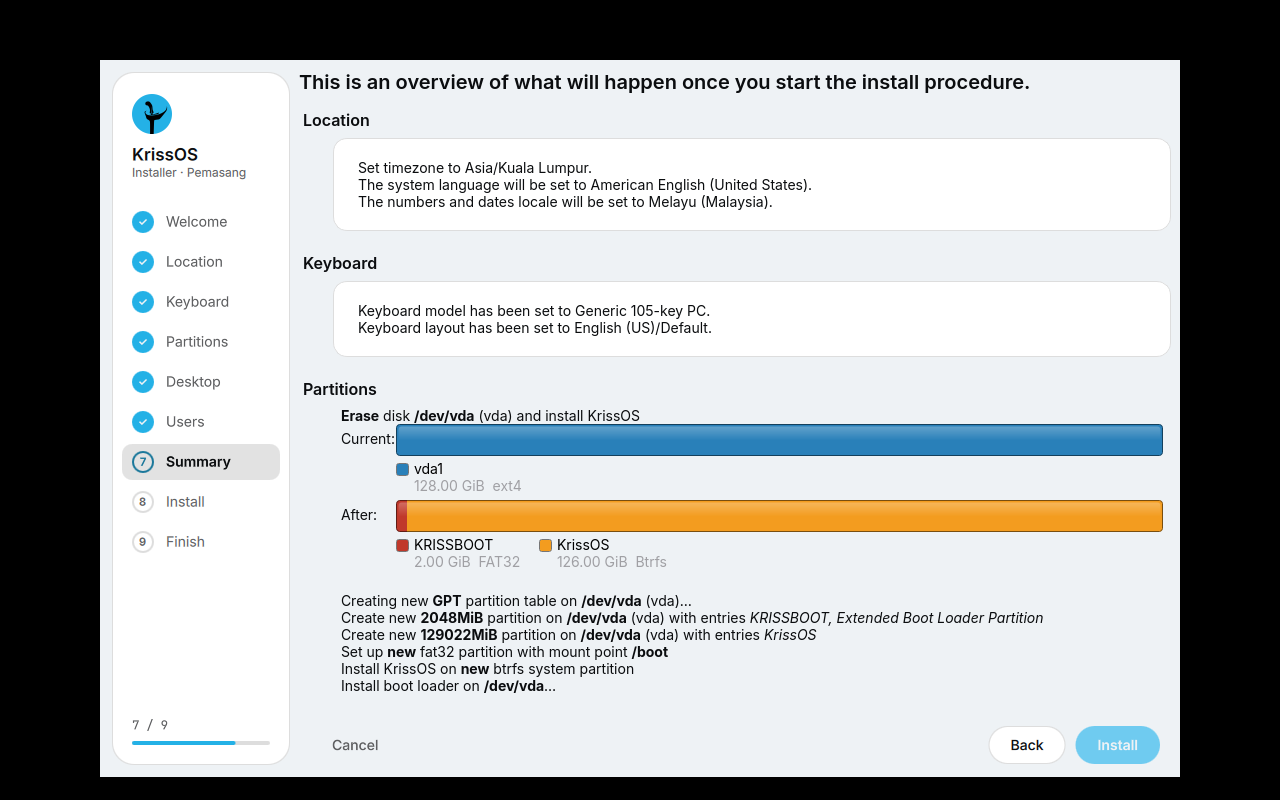 KrissOS
Installer · Pemasang
Welcome
Location
Keyboard
Partitions
Desktop
Users
7 Summary
8 Install
9 Finish
7 / 9
This is an overview of what will happen once you start the install procedure.
Location
Set timezone to Asia/Kuala Lumpur.
The system language will be set to American English (United States).
The numbers and dates locale will be set to Melayu (Malaysia).
Keyboard
Keyboard model has been set to Generic 105-key PC.
Keyboard layout has been set to English (US)/Default.
Partitions
Erase disk /dev/vda (vda) and install KrissOS
Current:
vda1
128.00 GiB ext4
After:
KRISSBOOT KrissOS
2.00 GiB FAT32 126.00 GiB Btrfs
Creating new GPT partition table on /dev/vda (vda)...
Create new 2048MiB partition on /dev/vda (vda) with entries KRISSBOOT, Extended Boot Loader Partition
Create new 129022MiB partition on /dev/vda (vda) with entries KrissOS
Set up new fat32 partition with mount point /boot
Install KrissOS on new btrfs system partition
Install boot loader on /dev/vda...
Cancel Back Install